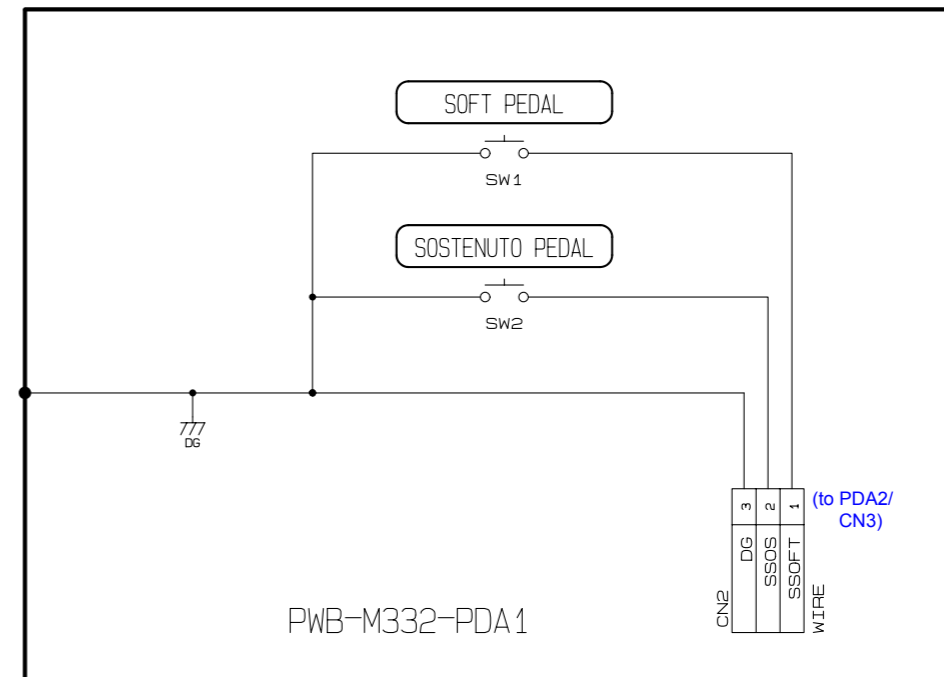 SOFT PEDAL
SW1
SOSTENUTO PEDAL
SW2
DG
(to PDA2/
CN3)
3
2
1
DG
SSOS
SSOFT
CN2
WIRE
PWB-M332-PDA1